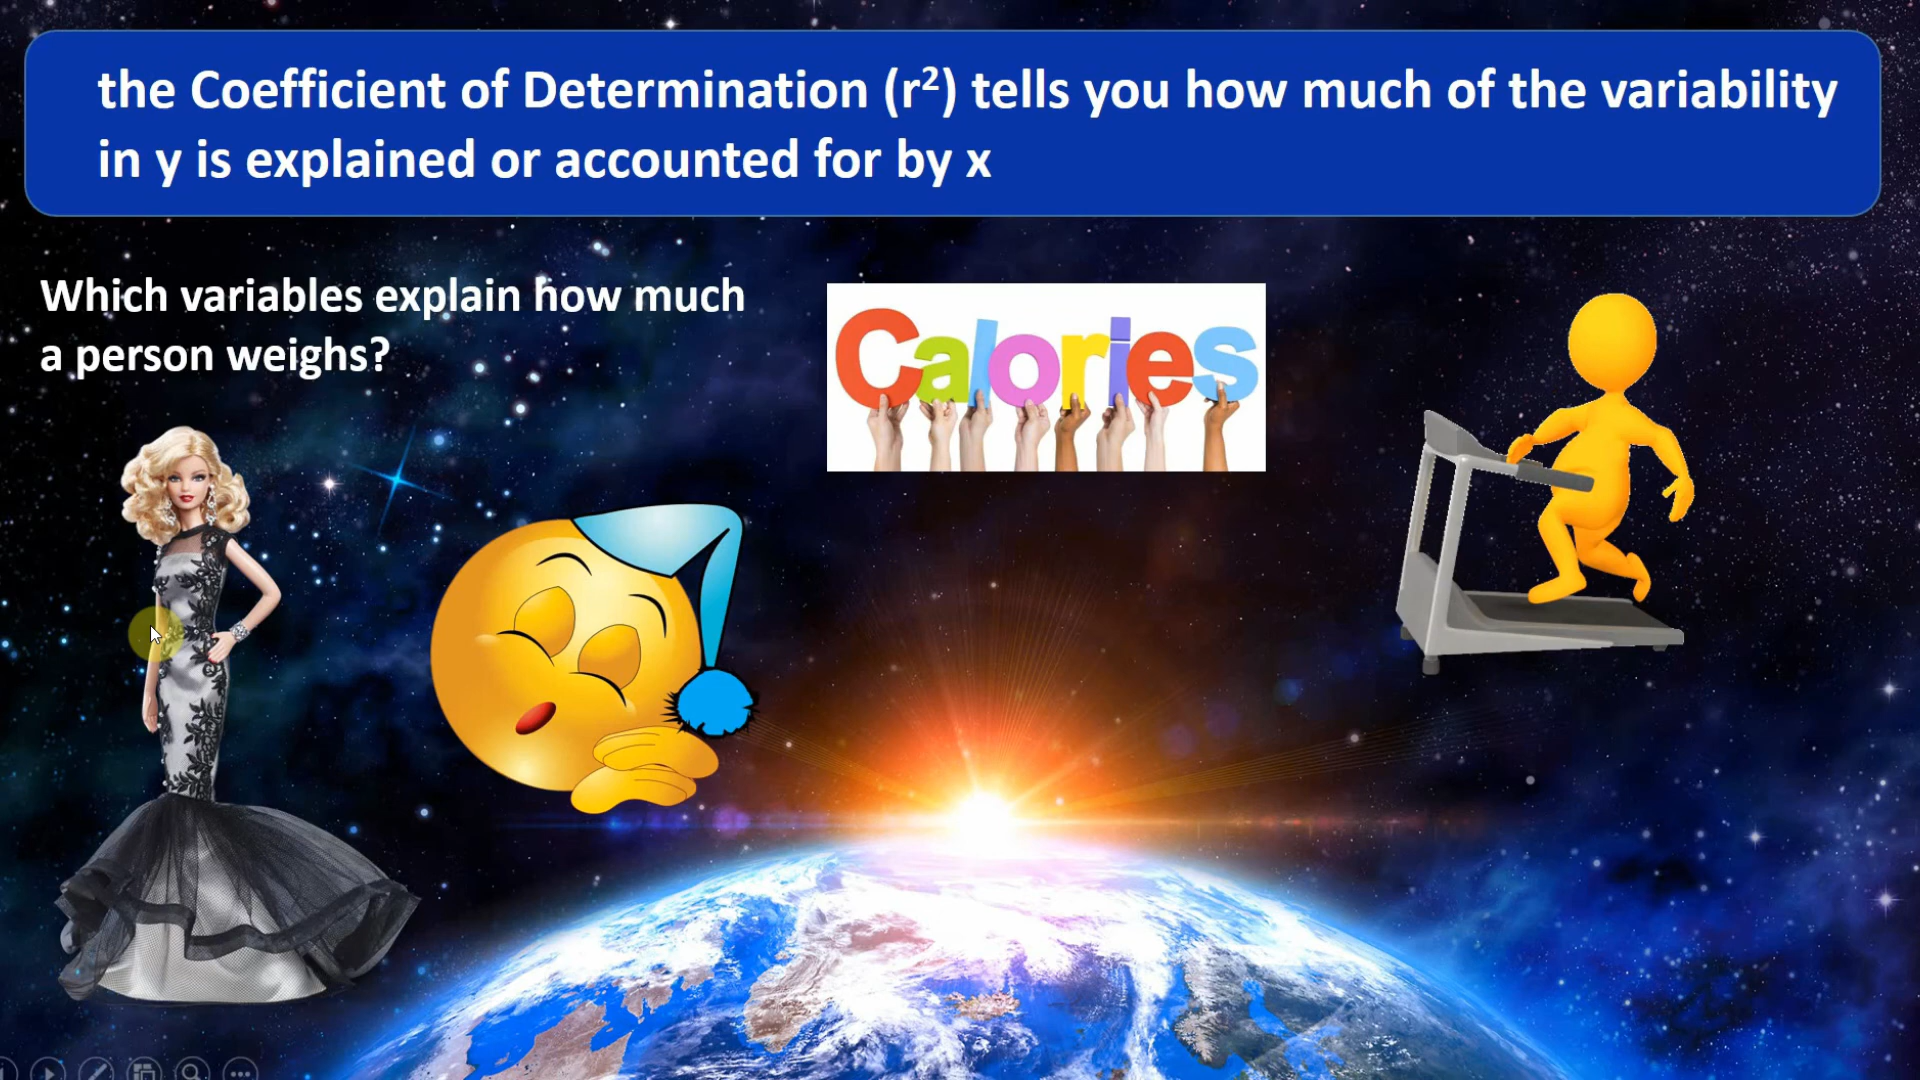 the Coefficient of Determination (r²) tells you how much of the variability
in y is explained or accounted for by x
Which variables explain how much
a person weighs?
Calories